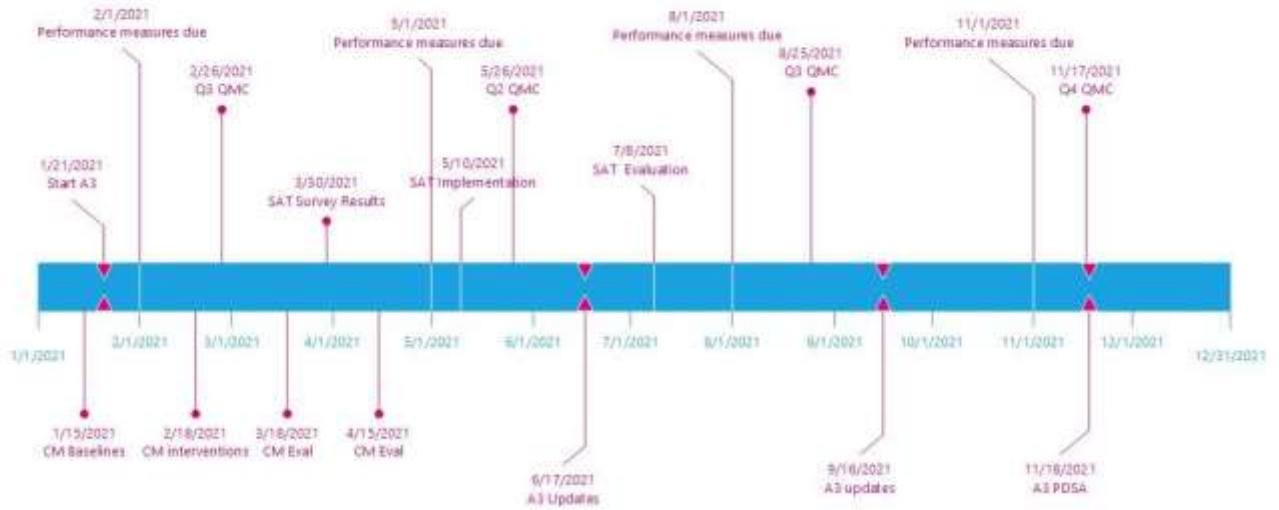 2/1/2021
Performance measures due
5/1/2021
Performance measures due
8/1/2021
Performance measures due
11/1/2021
Performance measures due
2/26/2021
Q3 QMC
5/26/2021
Q2 QMC
8/25/2021
Q3 QMC
11/17/2021
Q4 QMC
1/21/2021
Start A3
3/30/2021
SAT Survey Results
5/10/2021
SAT Implementation
7/8/2021
SAT Evaluation
1/1/2021
2/1/2021
3/1/2021
4/1/2021
5/1/2021
6/1/2021
7/1/2021
8/1/2021
9/1/2021
10/1/2021
11/1/2021
12/1/2021
12/31/2021
1/15/2021
CM Baselines
2/18/2021
CM interventions
3/18/2021
CM Eval
4/15/2021
CM Eval
6/17/2021
A3 Updates
9/16/2021
A3 updates
11/18/2021
A3 PDSA